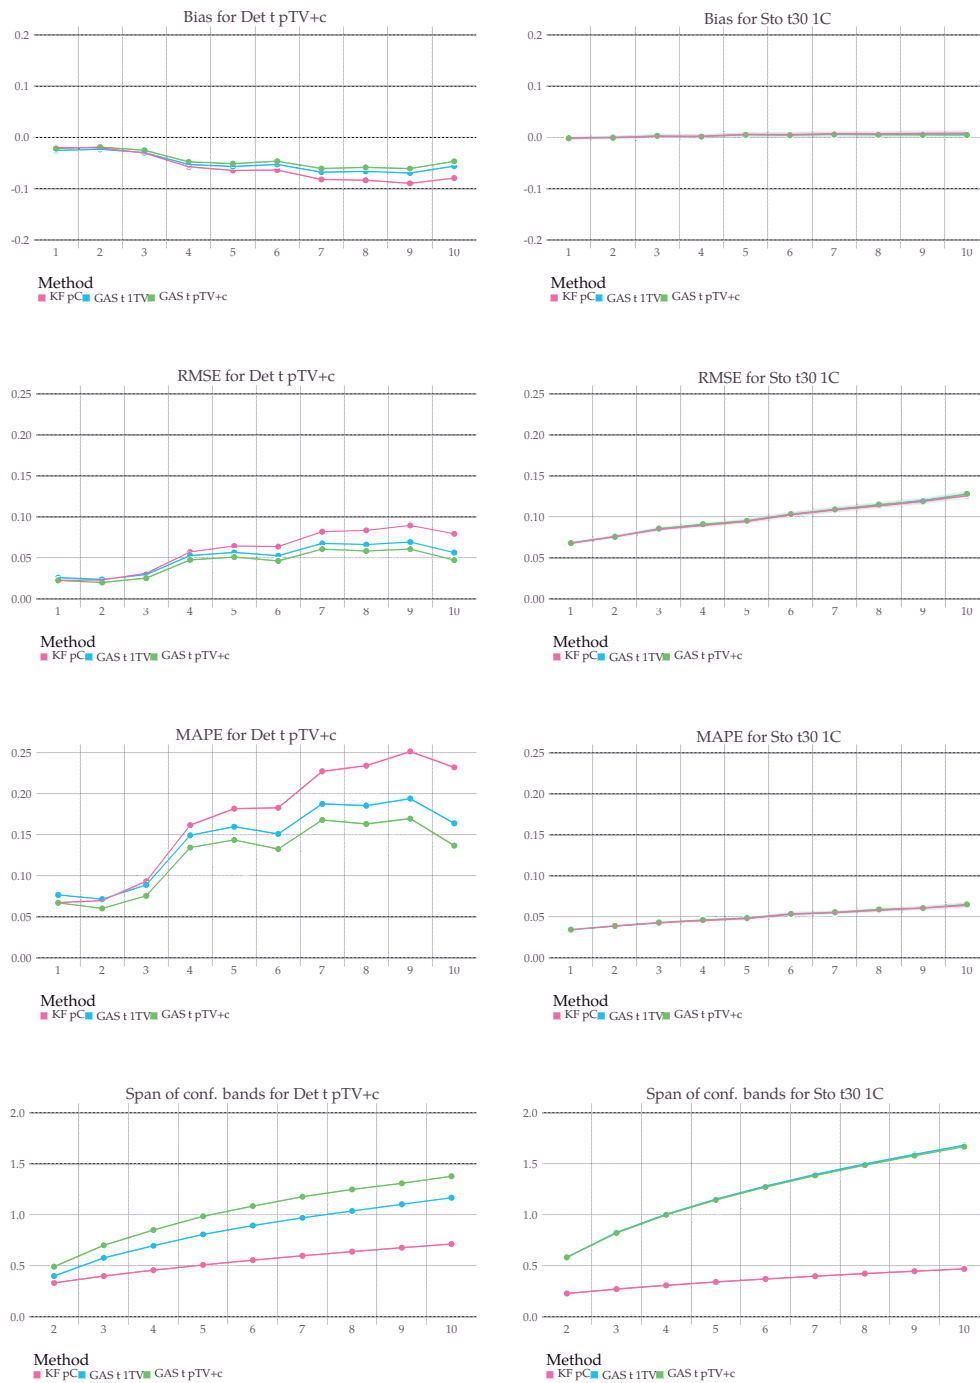 Bias for Det t pTV+c
0.2
0.1
0.0
-0.1
-0.2
1 2 3 4 5 6 7 8 9 10
Method
KF pC GAS t 1TV GAS t pTV+c
Bias for Sto t30 1C
0.2
0.1
0.0
-0.1
-0.2
1 2 3 4 5 6 7 8 9 10
Method
KF pC GAS t 1TV GAS t pTV+c
RMSE for Det t pTV+c
0.25
0.20
0.15
0.10
0.05
0.00
1 2 3 4 5 6 7 8 9 10
Method
KF pC GAS t 1TV GAS t pTV+c
RMSE for Sto t30 1C
0.25
0.20
0.15
0.10
0.05
0.00
1 2 3 4 5 6 7 8 9 10
Method
KF pC GAS t 1TV GAS t pTV+c
MAPE for Det t pTV+c
0.25
0.20
0.15
0.10
0.05
0.00
1 2 3 4 5 6 7 8 9 10
Method
KF pC GAS t 1TV GAS t pTV+c
MAPE for Sto t30 1C
0.25
0.20
0.15
0.10
0.05
0.00
1 2 3 4 5 6 7 8 9 10
Method
KF pC GAS t 1TV GAS t pTV+c
Span of conf. bands for Det t pTV+c
2.0
1.5
1.0
0.5
0.0
2 3 4 5 6 7 8 9 10
Method
KF pC GAS t 1TV GAS t pTV+c
Span of conf. bands for Sto t30 1C
2.0
1.5
1.0
0.5
0.0
2 3 4 5 6 7 8 9 10
Method
KF pC GAS t 1TV GAS t pTV+c